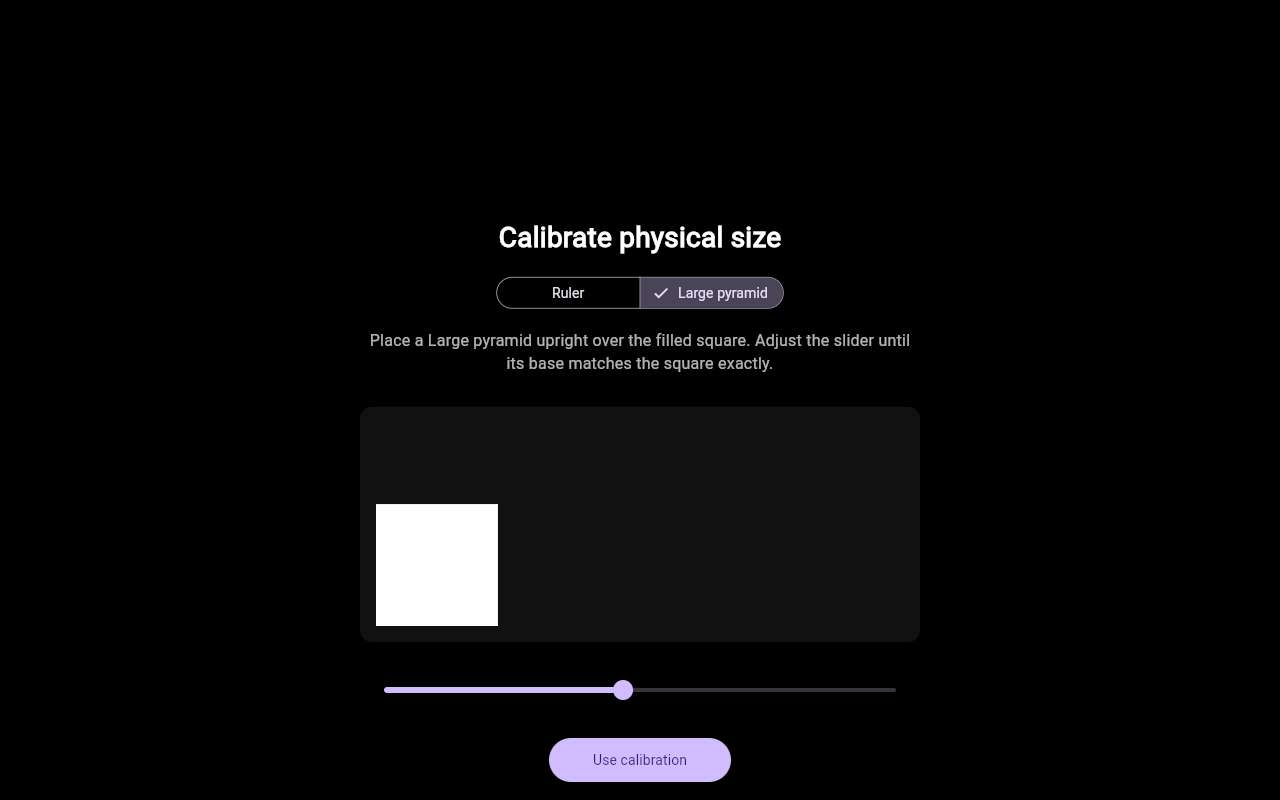 Calibrate physical size
Ruler
Large pyramid
Place a Large pyramid upright over the filled square. Adjust the slider until
its base matches the square exactly.
Use calibration